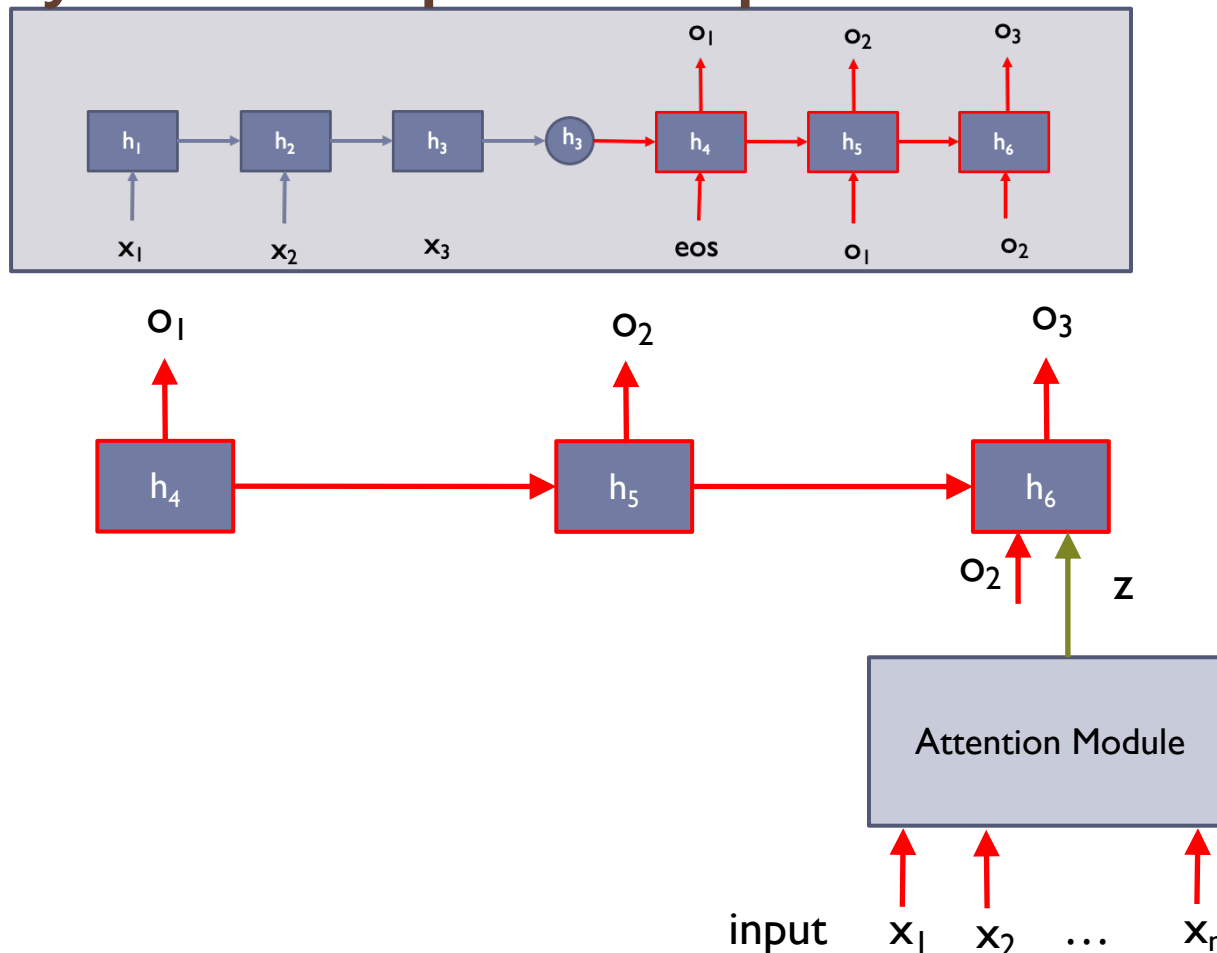 o₁ o₂ o₃
h₁ h₂ h₃ h₃ h₄ h₅ h₆
x₁ x₂ x₃ eos o₁ o₂
o₁ o₂ o₃
h₄ h₅ h₆
o₂ z
Attention Module
input x₁ x₂ …